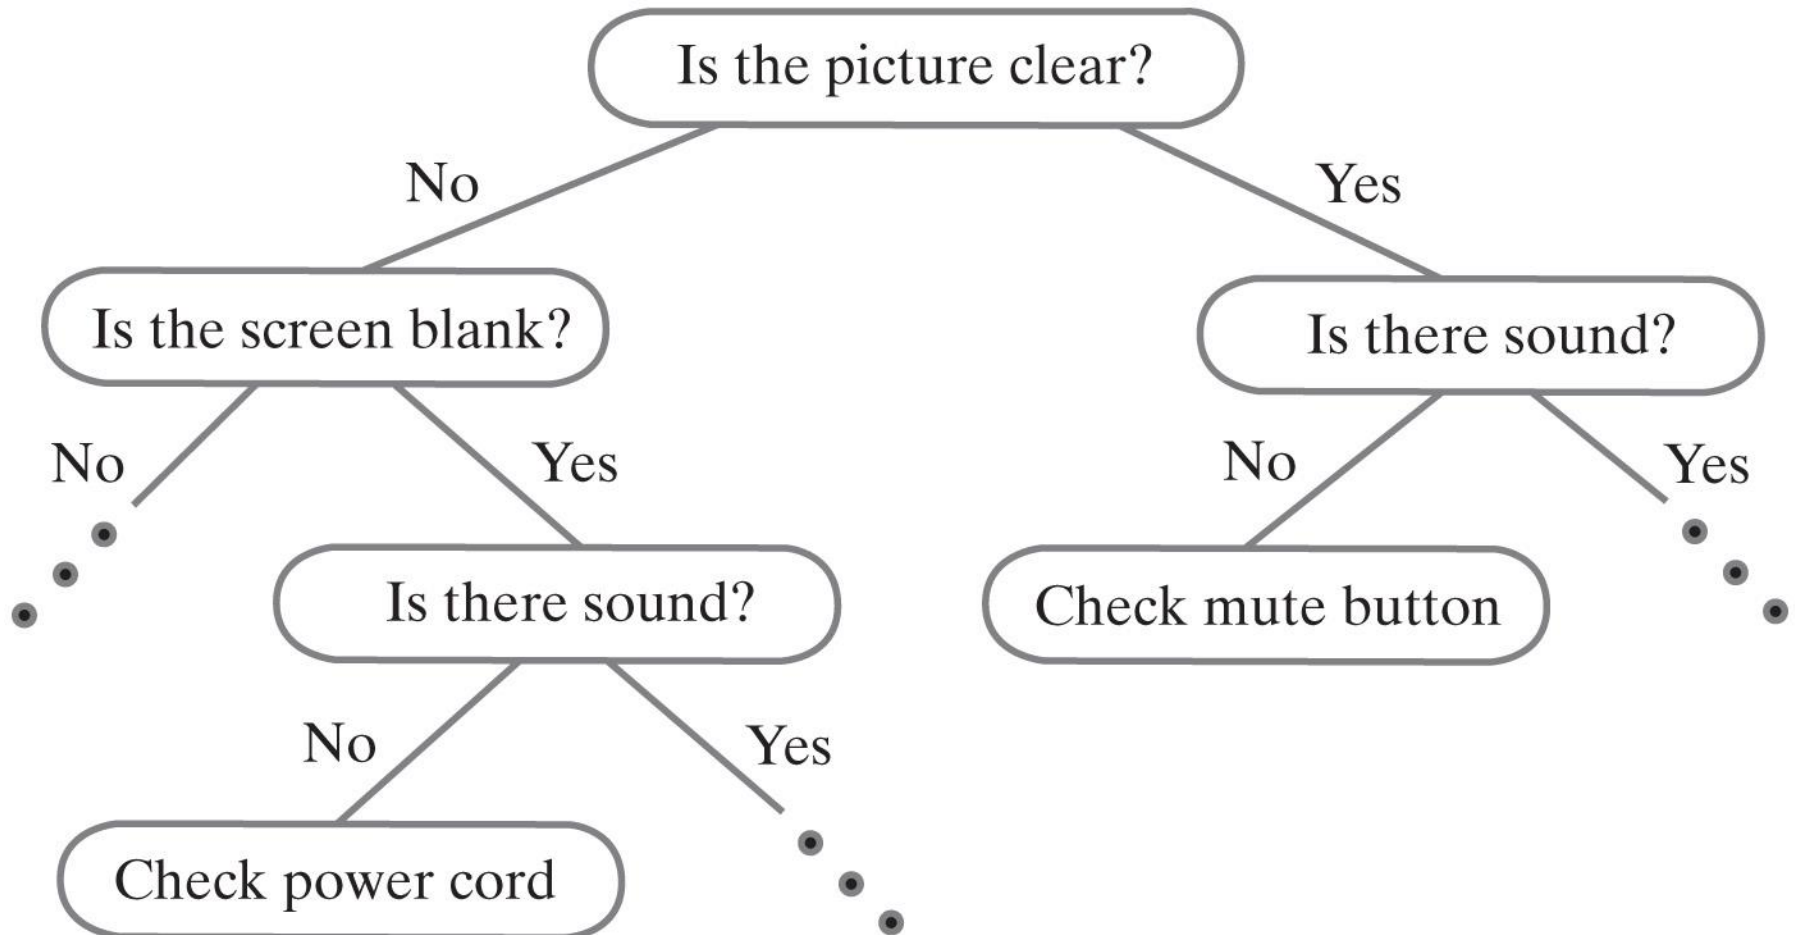 Is the picture clear?
No
Yes
Is the screen blank?
Is there sound?
No
Yes
No
Yes
Is there sound?
Check mute button
No
Yes
Check power cord